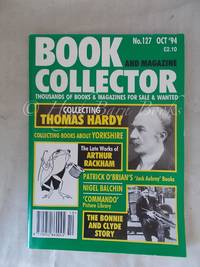 No.127 OCT '94
£2.10
BOOK
AND MAGAZINE
COLLECTOR
THOUSANDS OF BOOKS & MAGAZINES FOR SALE & WANTED
COLLECTING
THOMAS HARDY
COLLECTING BOOKS ABOUT YORKSHIRE
The Late Works of
ARTHUR
RACKHAM
PATRICK O'BRIAN'S 'Jack Aubrey' Books
NIGEL BALCHIN
'COMMANDO'
Picture Library
THE BONNIE
AND CLYDE
STORY